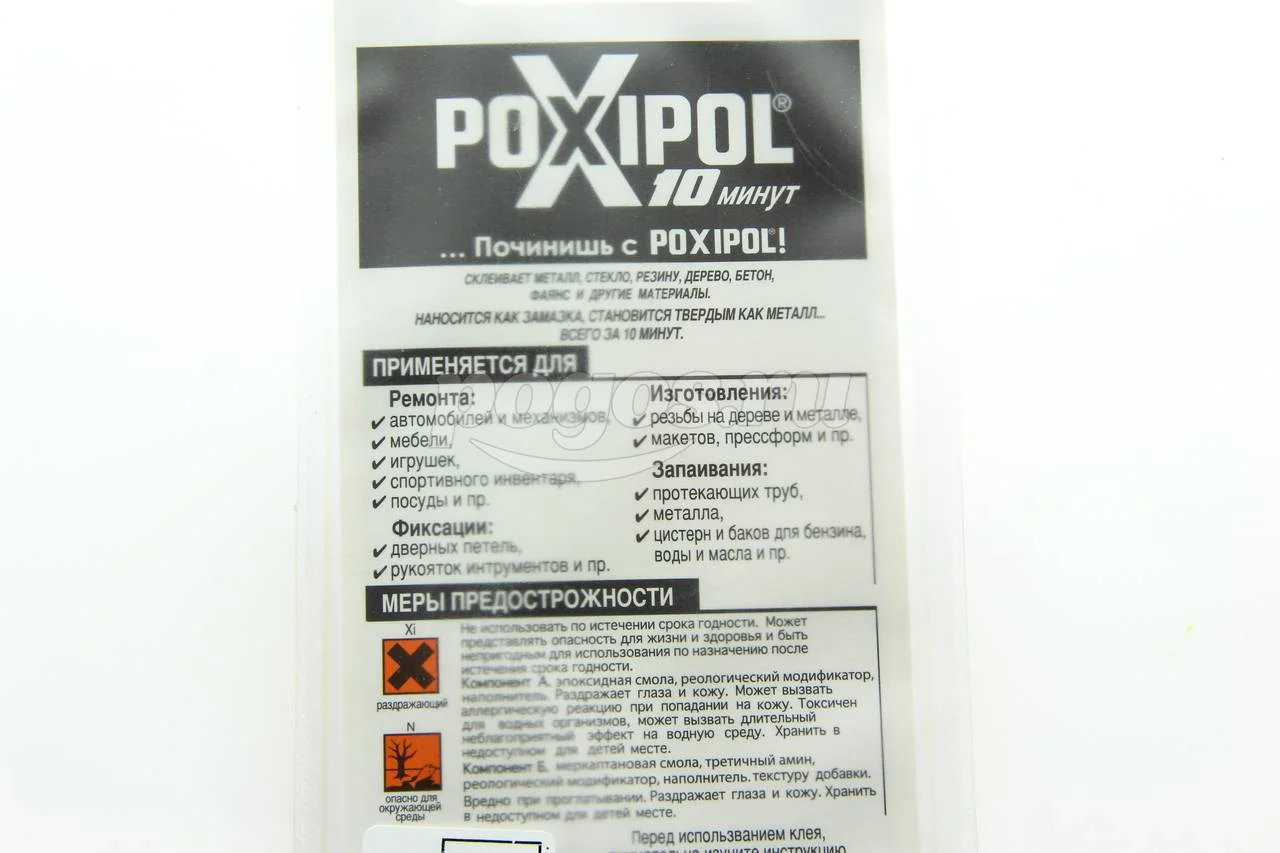 POXIPOL®
10 минут
... Починишь с POXIPOL®!
СКЛЕИВАЕТ МЕТАЛЛ, СТЕКЛО, РЕЗИНУ, ДЕРЕВО, БЕТОН,
ФАЯНС И ДРУГИЕ МАТЕРИАЛЫ.
НАНОСИТСЯ КАК ЗАМАЗКА, СТАНОВИТСЯ ТВЕРДЫМ КАК МЕТАЛЛ...
ВСЕГО ЗА 10 МИНУТ.
ПРИМЕНЯЕТСЯ ДЛЯ
Ремонта:
✓ автомобилей и механизмов,
✓ мебели,
✓ игрушек,
✓ спортивного инвентаря,
✓ посуды и пр.
Фиксации:
✓ дверных петель,
✓ рукояток интрументов и пр.
Изготовления:
✓ резьбы на дереве и металле,
✓ макетов, прессформ и пр.
Запаивания:
✓ протекающих труб,
✓ металла,
✓ цистерн и баков для бензина,
воды и масла и пр.
pogos.ru
МЕРЫ ПРЕДОСТРОЖНОСТИ
Xi
раздражающий
N
опасно для
окружающей
среды
Не использовать по истечении срока годности. Может
представлять опасность для жизни и здоровья и быть
непригодным для использования по назначению после
истечения срока годности.
Компонент А. эпоксидная смола, реологический модификатор,
наполнитель. Раздражает глаза и кожу. Может вызвать
аллергическую реакцию при попадании на кожу. Токсичен
для водных организмов, может вызвать длительный
неблагоприятный эффект на водную среду. Хранить в
недоступном для детей месте.
Компонент Б. меркаптановая смола, третичный амин,
реологический модификатор, наполнитель. текстуру добавки.
Вредно при проглатывании. Раздражает глаза и кожу. Хранить
в недоступном для детей месте.
Перед использванием клея,
изучите инструкцию